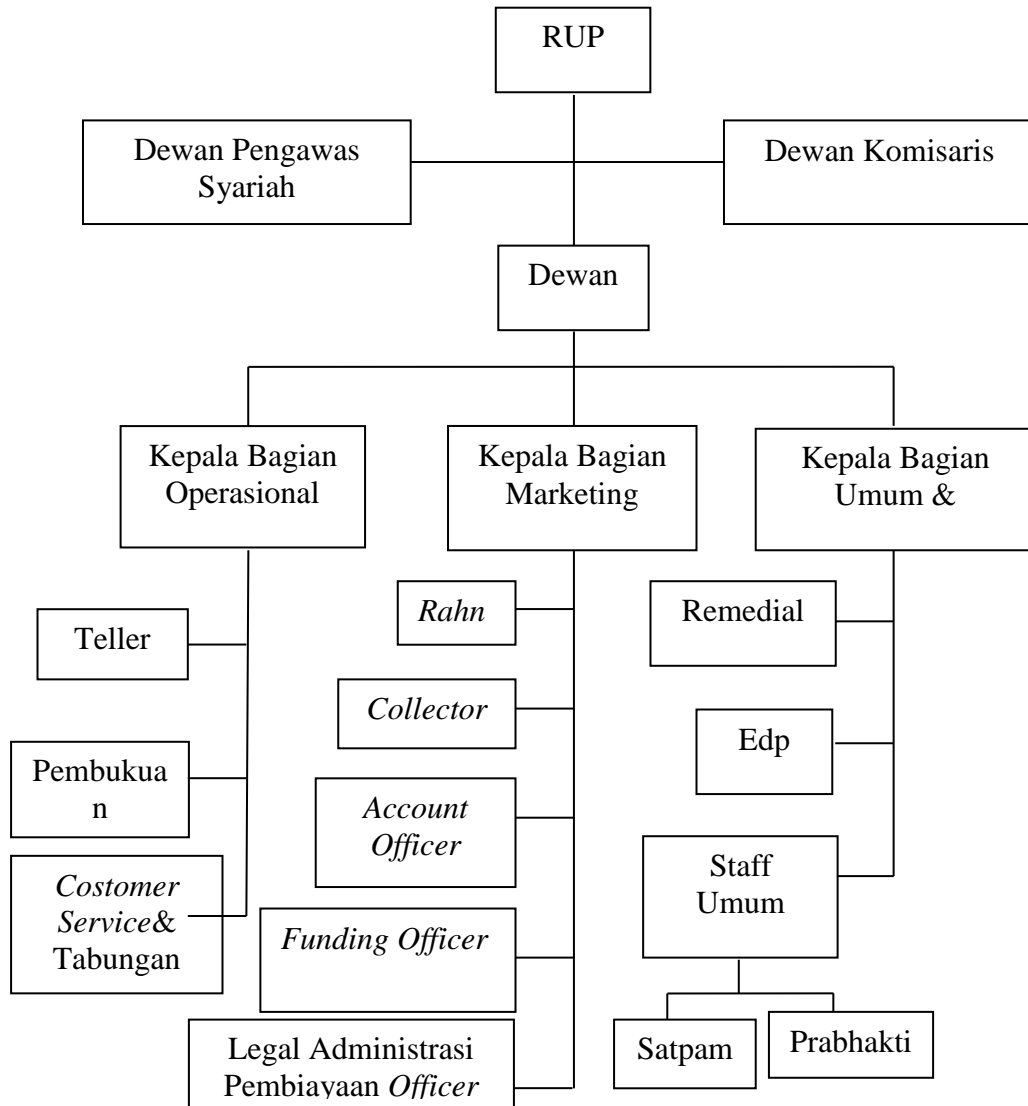 RUP
Dewan Pengawas
Syariah
Dewan Komisaris
Dewan
Kepala Bagian
Operasional
Kepala Bagian
Marketing
Kepala Bagian
Umum &
Teller
Pembukua
n
Costomer
Service&
Tabungan
Rahn
Collector
Account
Officer
Funding Officer
Legal Administrasi
Pembiayaan Officer
Remedial
Edp
Staff
Umum
Satpam
Prabhakti